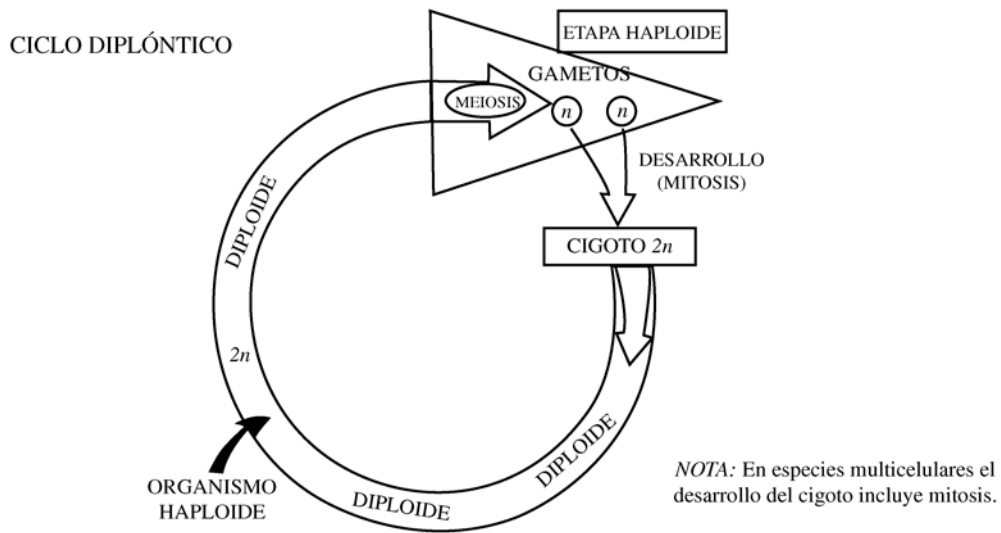 CICLO DIPLÓNTICO
ETAPA HAPLOIDE
GAMETOS
MEIOSIS
n
n
DESARROLLO
(MITOSIS)
CIGOTO 2n
DIPLOIDE
2n
DIPLOIDE
ORGANISMO
HAPLOIDE
DIPLOIDE
NOTA: En especies multicelulares el
desarrollo del cigoto incluye mitosis.